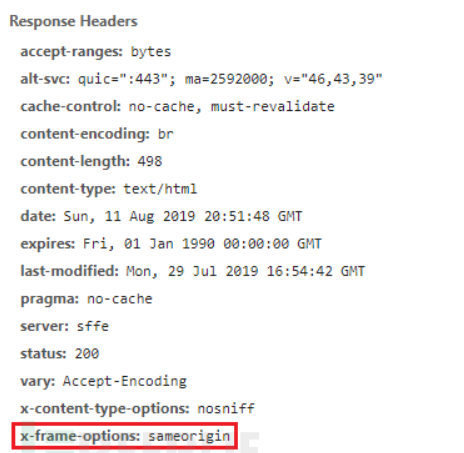 Response Headers
accept-ranges: bytes
alt-svc: quic=":443"; ma=2592000; v="46,43,39"
cache-control: no-cache, must-revalidate
content-encoding: br
content-length: 498
content-type: text/html
date: Sun, 11 Aug 2019 20:51:48 GMT
expires: Fri, 01 Jan 1990 00:00:00 GMT
last-modified: Mon, 29 Jul 2019 16:54:42 GMT
pragma: no-cache
server: sffe
status: 200
vary: Accept-Encoding
x-content-type-options: nosniff
x-frame-options: sameorigin